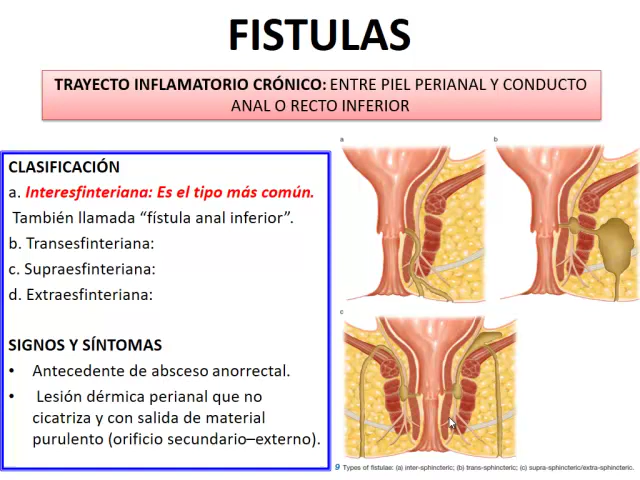 FISTULAS
TRAYECTO INFLAMATORIO CRÓNICO: ENTRE PIEL PERIANAL Y CONDUCTO
ANAL O RECTO INFERIOR
CLASIFICACIÓN
a. Interesfinteriana: Es el tipo más común.
También llamada “fístula anal inferior”.
b. Transesfinteriana:
c. Supraesfinteriana:
d. Extraesfinteriana:
SIGNOS Y SÍNTOMAS
• Antecedente de absceso anorrectal.
• Lesión dérmica perianal que no
cicatriza y con salida de material
purulento (orificio secundario–externo).
a
b
c
9 Types of fistulae: (a) inter-sphincteric; (b) trans-sphincteric; (c) supra-sphincteric/extra-sphincteric.